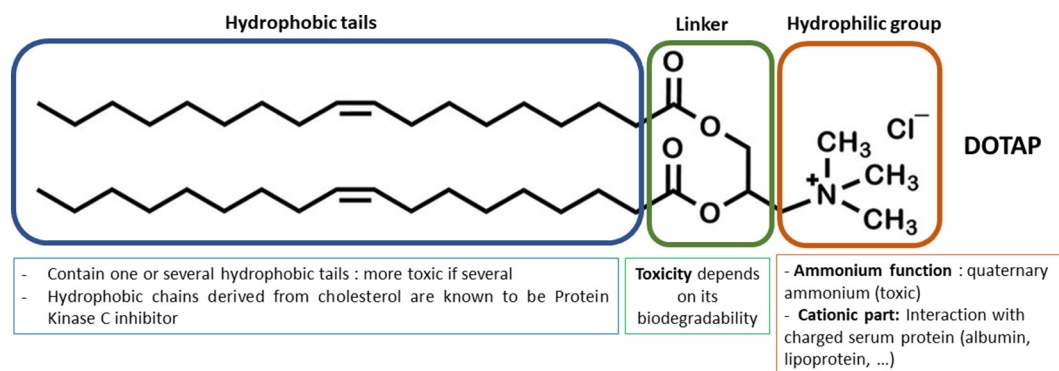 Hydrophobic tails
Linker
Hydrophilic group
O
O
O
O
N
+
CH3
CH3
CH3
Cl−
DOTAP
- Contain one or several hydrophobic tails : more toxic if several
- Hydrophobic chains derived from cholesterol are known to be Protein
Kinase C inhibitor
Toxicity depends
on its
biodegradability
- Ammonium function : quaternary
ammonium (toxic)
- Cationic part: Interaction with
charged serum protein (albumin,
lipoprotein, ...)